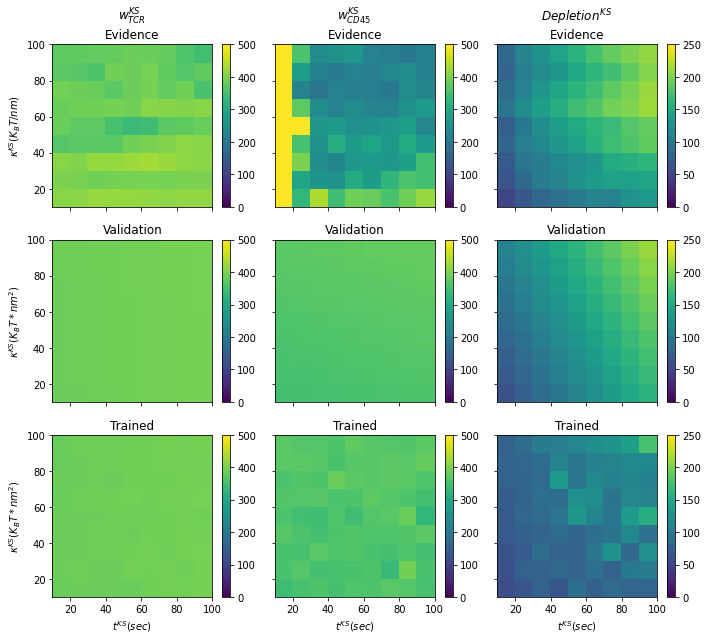 w_{TCR}^{KS} w_{CD45}^{KS} Depletion^{KS}
Evidence Evidence Evidence
100 80 60 40 20
κ^{KS}(K_BT/nm)
500 400 300 200 100 0
500 400 300 200 100 0
250 200 150 100 50 0
Validation Validation Validation
100 80 60 40 20
κ^{KS}(K_BT * nm^2)
500 400 300 200 100 0
500 400 300 200 100 0
250 200 150 100 50 0
Trained Trained Trained
100 80 60 40 20
κ^{KS}(K_BT * nm^2)
500 400 300 200 100 0
500 400 300 200 100 0
250 200 150 100 50 0
20 40 60 80 100 20 40 60 80 100 20 40 60 80 100
t^{KS}(sec) t^{KS}(sec) t^{KS}(sec)